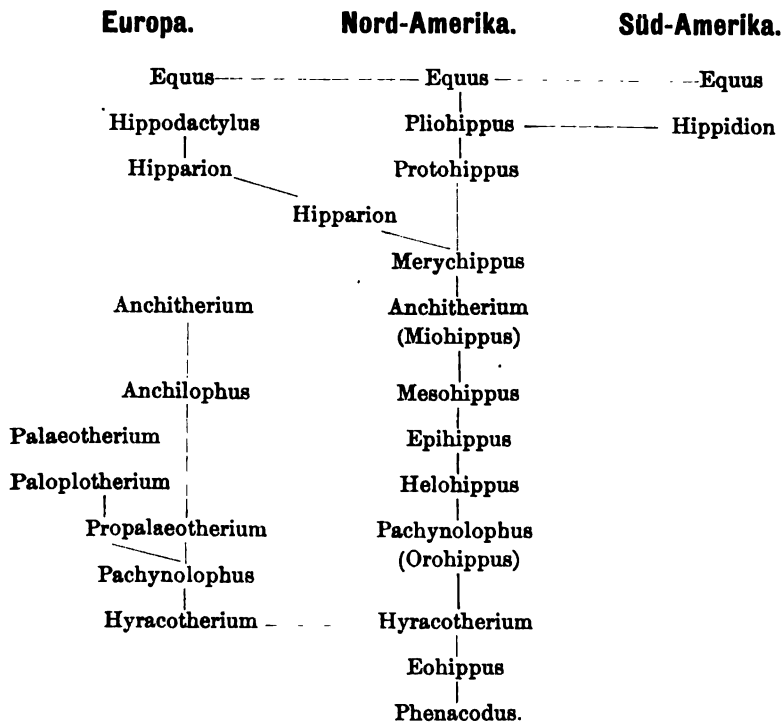 Europa. Nord-Amerika. Süd-Amerika.
Equus Equus Equus
Hippodactylus Pliohippus Hippidion
Hipparion Protohippus
Hipparion
Merychippus
Anchitherium Anchitherium
(Miohippus)
Anchilophus Mesohippus
Palaeotherium Epihippus
Paloplotherium Helohippus
Propalaeotherium Pachynolophus
(Orohippus)
Pachynolophus
Hyracotherium Hyracotherium
Eohippus
Phenacodus.